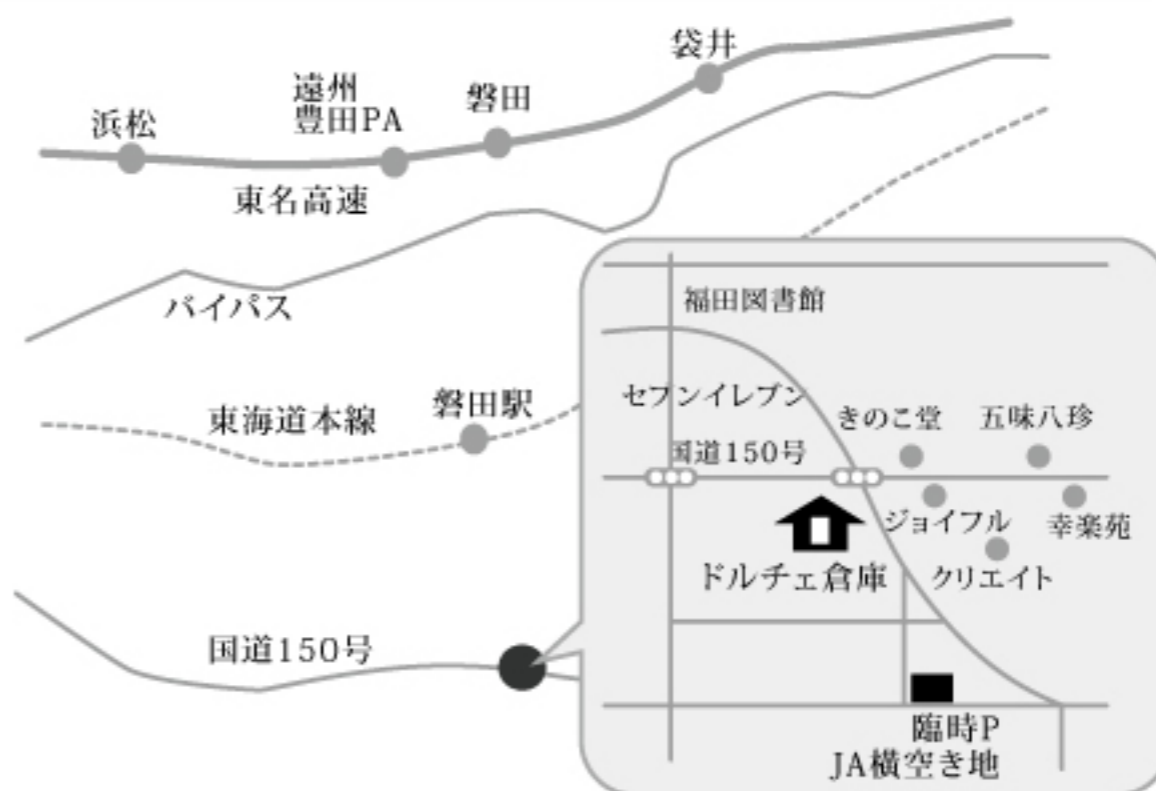 袋井
遠州
豊田PA
磐田
浜松
東名高速
バイパス
福田図書館
セブンイレブン
東海道本線
磐田駅
きのこ堂
五味八珍
国道150号
ジョイフル
幸楽苑
ドルチェ倉庫
クリエイト
国道150号
臨時P
JA横空き地